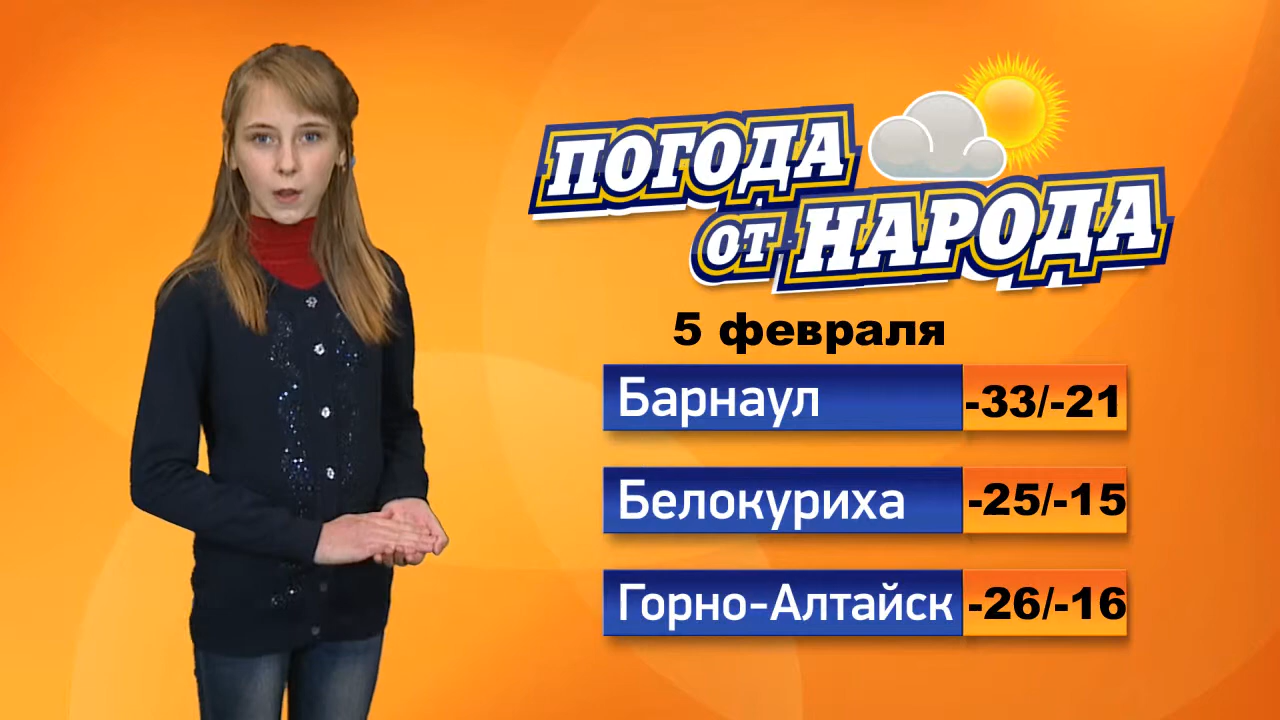 ПОГОДА
от НАРОДА
5 февраля
Барнаул -33/-21
Белокуриха -25/-15
Горно-Алтайск -26/-16